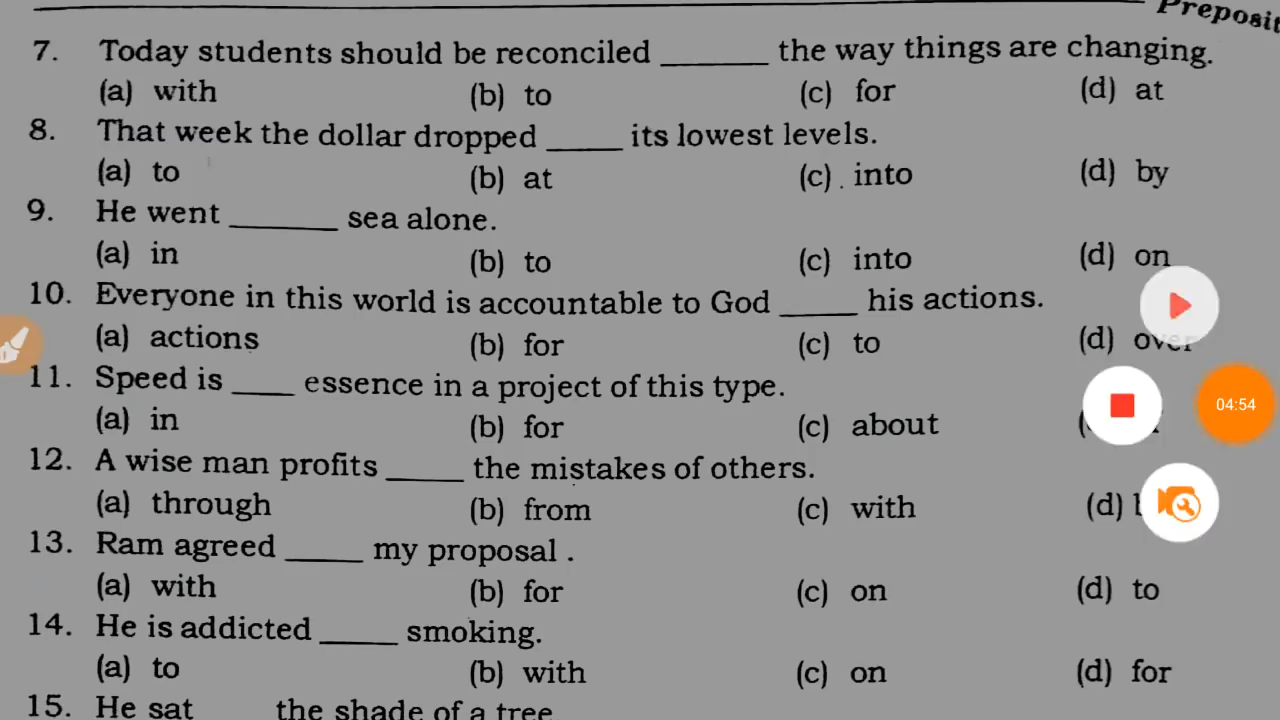 Preposit
7. Today students should be reconciled _______ the way things are changing.
(a) with (b) to (c) for (d) at
8. That week the dollar dropped _____ its lowest levels.
(a) to (b) at (c) into (d) by
9. He went _______ sea alone.
(a) in (b) to (c) into (d) on
10. Everyone in this world is accountable to God _____ his actions.
(a) actions (b) for (c) to (d) over
11. Speed is ____ essence in a project of this type.
(a) in (b) for (c) about
04:54
12. A wise man profits _____ the mistakes of others.
(a) through (b) from (c) with (d)
13. Ram agreed _____ my proposal .
(a) with (b) for (c) on (d) to
14. He is addicted _____ smoking.
(a) to (b) with (c) on (d) for
15. He sat the shade of a tree